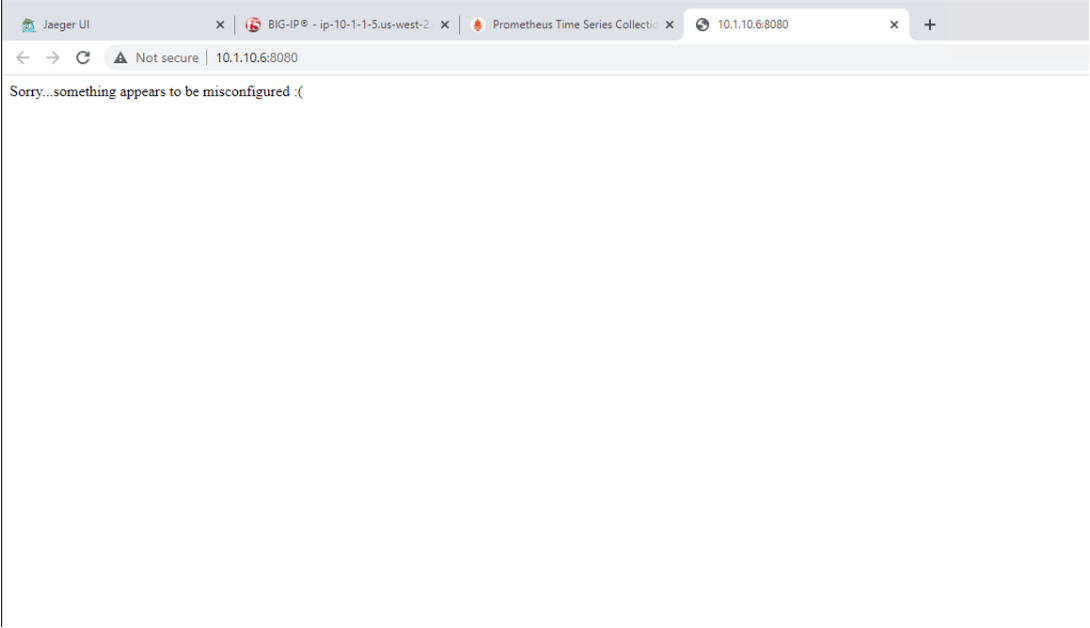 Jaeger UI
BIG-IP® - ip-10-1-1-5.us-west-2.
Prometheus Time Series Collectio
10.1.10.6:8080
Not secure
10.1.10.6:8080
Sorry...something appears to be misconfigured :(